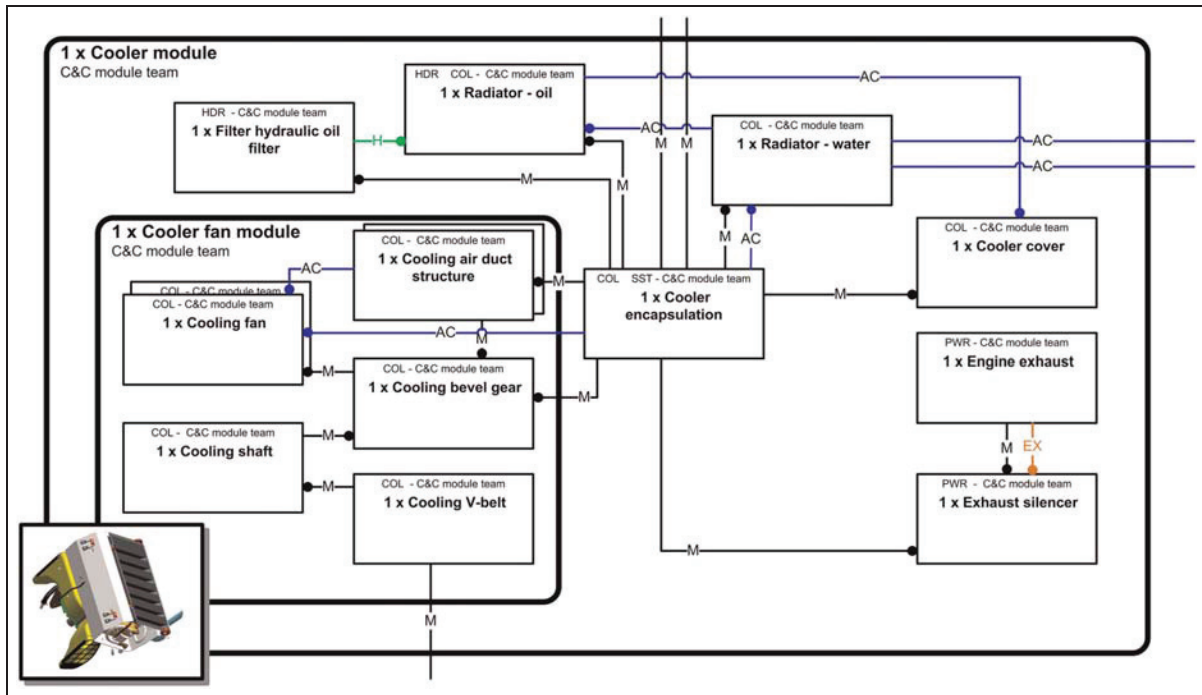 1 x Cooler module
C&C module team
HDR COL - C&C module team
1 x Radiator - oil
AC
HDR - C&C module team
1 x Filter hydraulic oil
filter
H
AC
M
M
COL - C&C module team
1 x Radiator - water
AC
AC
M
M
1 x Cooler fan module
C&C module team
COL - C&C module team
1 x Cooling air duct
structure
AC
M
M
AC
COL - C&C module team
1 x Cooler cover
COL SST - C&C module team
1 x Cooler
encapsulation
M
COL - C&C module team
COL - C&C module team
1 x Cooling fan
AC
M
M
COL - C&C module team
1 x Cooling bevel gear
M
PWR - C&C module team
1 x Engine exhaust
COL - C&C module team
1 x Cooling shaft
M
M
EX
M
COL - C&C module team
1 x Cooling V-belt
PWR - C&C module team
1 x Exhaust silencer
M
M